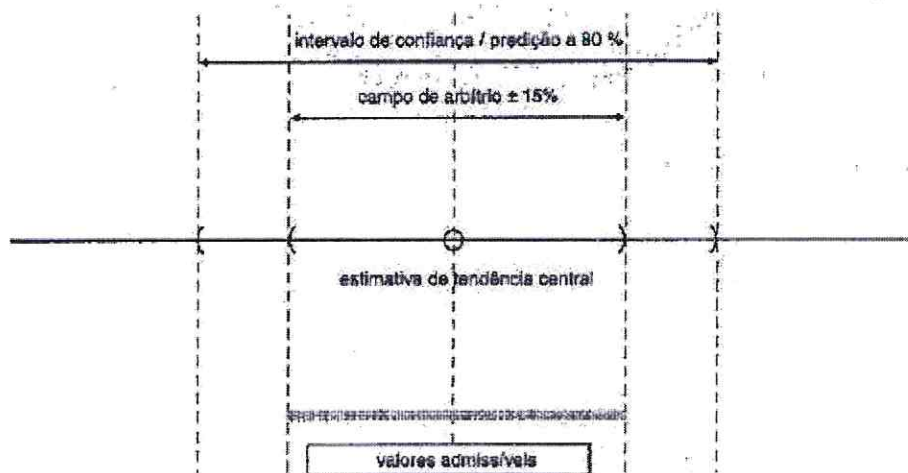 intervalo de confiança / predição a 80 %
campo de arbítrio ± 15%
estimativa de tendência central
valores admissíveis